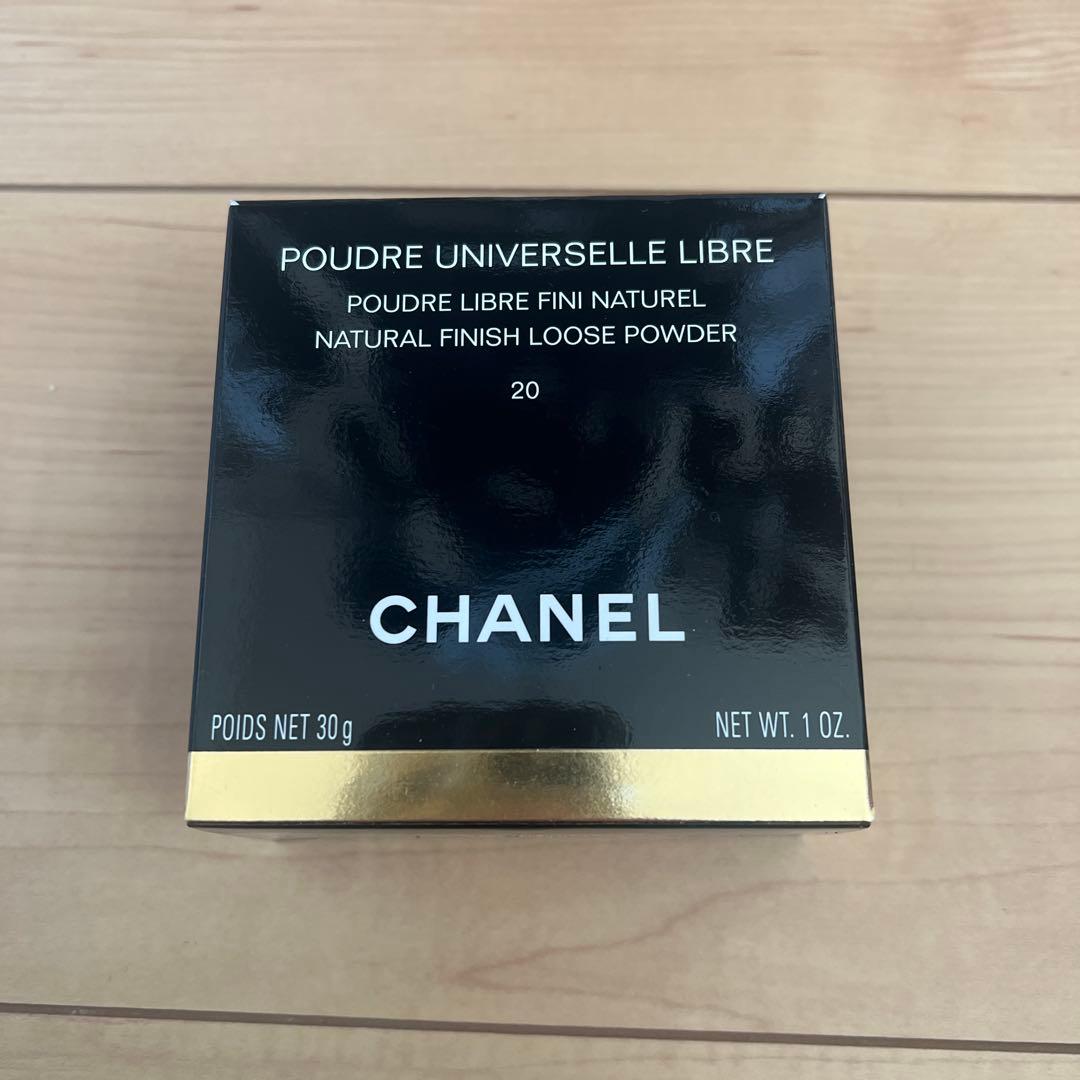 POUDRE UNIVERSELLE LIBRE
POUDRE LIBRE FINI NATUREL
NATURAL FINISH LOOSE POWDER
20
CHANEL
POIDS NET 30 g
NET WT. 1 OZ.